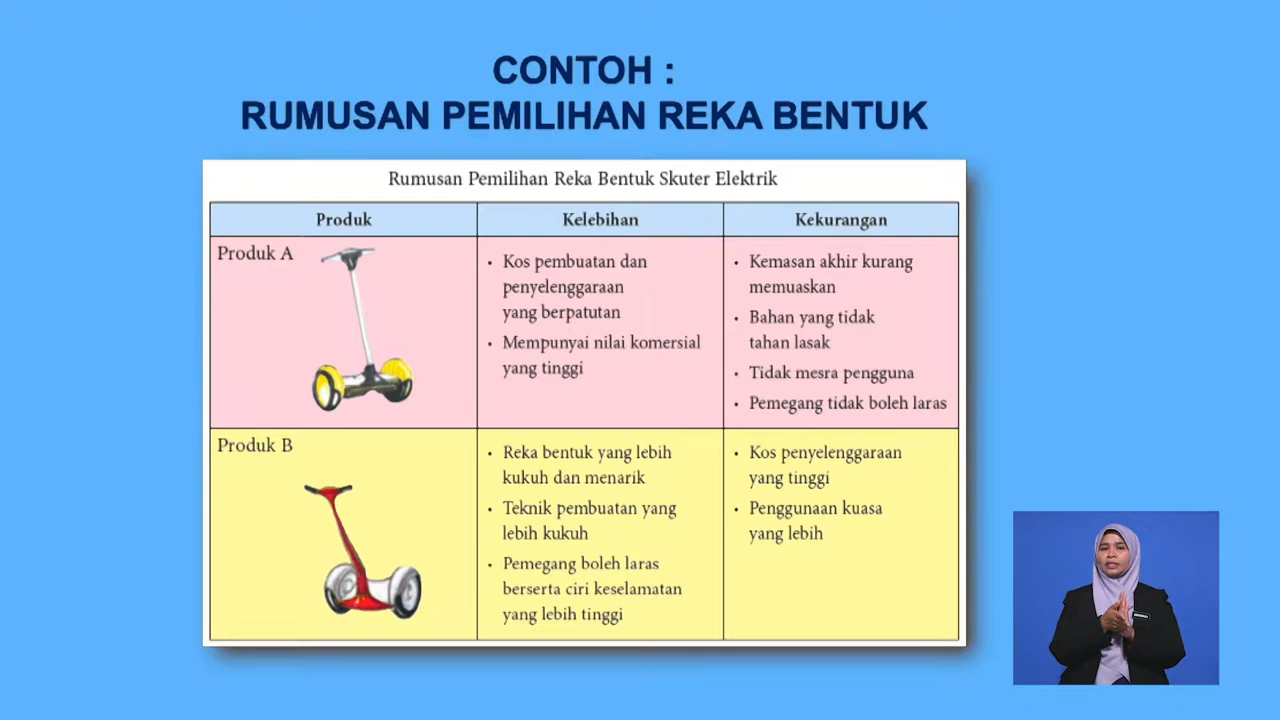 CONTOH :
RUMUSAN PEMILIHAN REKA BENTUK
Rumusan Pemilihan Reka Bentuk Skuter Elektrik
Produk
Kelebihan
Kekurangan
Produk A
• Kos pembuatan dan
penyelenggaraan
yang berpatutan
• Mempunyai nilai komersial
yang tinggi
• Kemasan akhir kurang
memuaskan
• Bahan yang tidak
tahan lasak
• Tidak mesra pengguna
• Pemegang tidak boleh laras
Produk B
• Reka bentuk yang lebih
kukuh dan menarik
• Teknik pembuatan yang
lebih kukuh
• Pemegang boleh laras
berserta ciri keselamatan
yang lebih tinggi
• Kos penyelenggaraan
yang tinggi
• Penggunaan kuasa
yang lebih